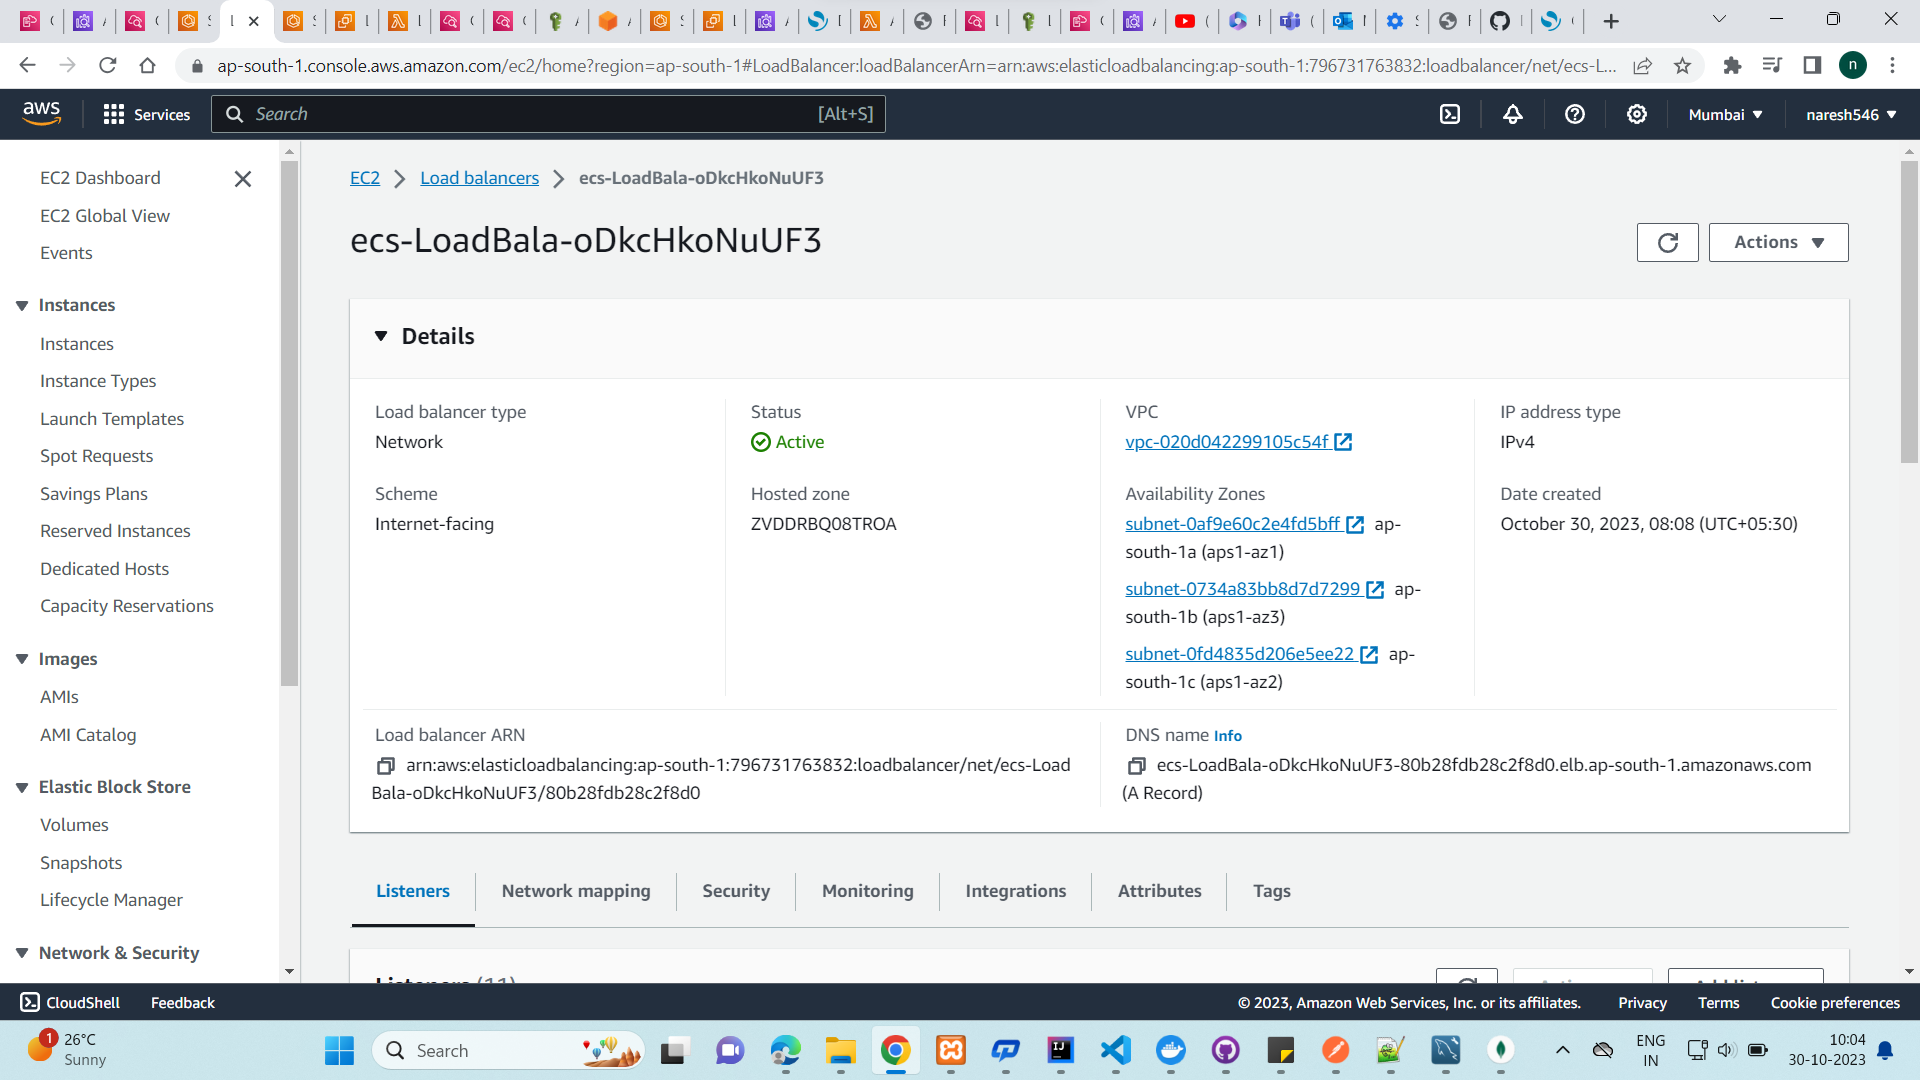 ap-south-1.console.aws.amazon.com/ec2/home?region=ap-south-1#LoadBalancer:loadBalancerArn=arn:aws:elasticloadbalancing:ap-south-1:796731763832:loadbalancer/net/ecs-L...
n
aws
Services
Search
[Alt+S]
Mumbai
naresh546
EC2 Dashboard
EC2 Global View
Events
Instances
Instances
Instance Types
Launch Templates
Spot Requests
Savings Plans
Reserved Instances
Dedicated Hosts
Capacity Reservations
Images
AMIs
AMI Catalog
Elastic Block Store
Volumes
Snapshots
Lifecycle Manager
Network & Security
EC2
Load balancers
ecs-LoadBala-oDkcHkoNuUF3
ecs-LoadBala-oDkcHkoNuUF3
Actions
Details
Load balancer type
Network
Status
Active
VPC
vpc-020d042299105c54f
IP address type
IPv4
Scheme
Internet-facing
Hosted zone
ZVDDRBQ08TROA
Availability Zones
subnet-0af9e60c2e4fd5bff ap-
south-1a (aps1-az1)
subnet-0734a83bb8d7d7299 ap-
south-1b (aps1-az3)
subnet-0fd4835d206e5ee22 ap-
south-1c (aps1-az2)
Date created
October 30, 2023, 08:08 (UTC+05:30)
Load balancer ARN
arn:aws:elasticloadbalancing:ap-south-1:796731763832:loadbalancer/net/ecs-Load
Bala-oDkcHkoNuUF3/80b28fdb28c2f8d0
DNS name Info
ecs-LoadBala-oDkcHkoNuUF3-80b28fdb28c2f8d0.elb.ap-south-1.amazonaws.com
(A Record)
Listeners
Network mapping
Security
Monitoring
Integrations
Attributes
Tags
Listeners (11)
CloudShell
Feedback
© 2023, Amazon Web Services, Inc. or its affiliates.
Privacy
Terms
Cookie preferences
1
26°C
Sunny
Search
ENG
IN
10:04
30-10-2023